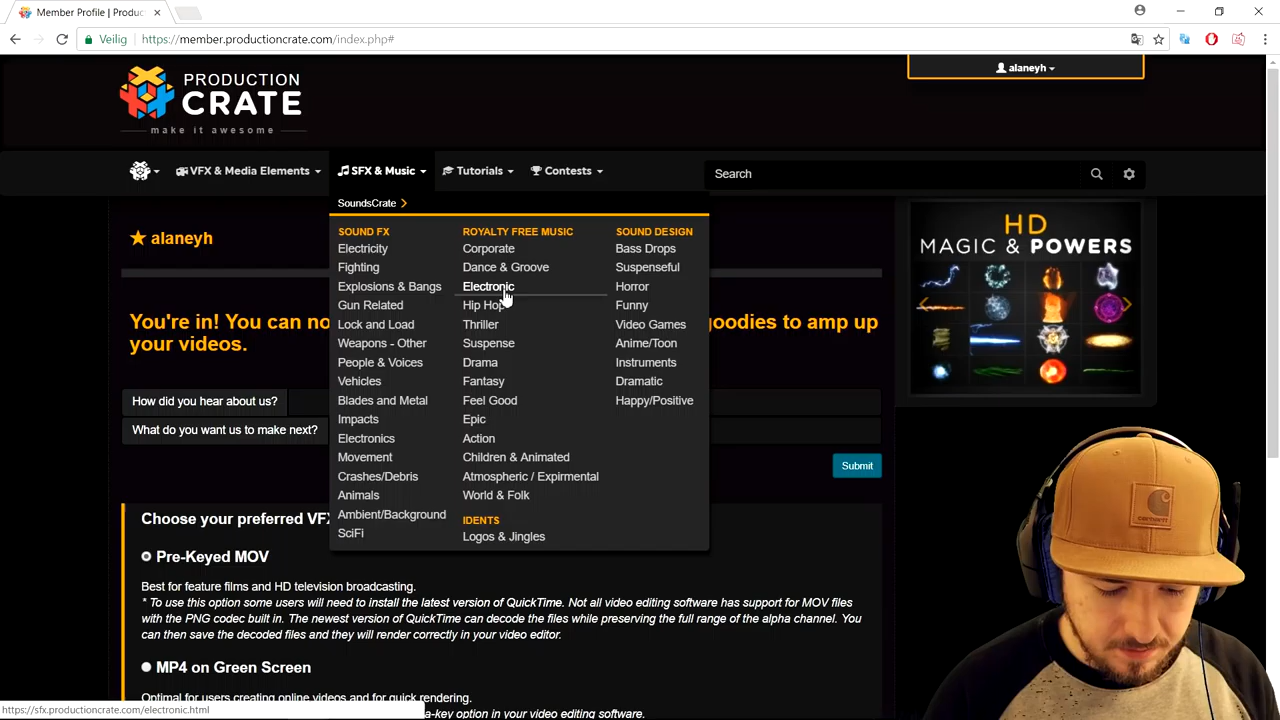 Member Profile | Produc
Veilig
https://member.productioncrate.com/index.php#
PRODUCTION
CRATE
make it awesome
alaneyh
VFX & Media Elements
SFX & Music
Tutorials
Contests
Search
SoundsCrate
alaneyh
SOUND FX
Electricity
Fighting
Explosions & Bangs
Gun Related
Lock and Load
Weapons - Other
People & Voices
Vehicles
Blades and Metal
Impacts
Electronics
Movement
Crashes/Debris
Animals
Ambient/Background
SciFi
ROYALTY FREE MUSIC
Corporate
Dance & Groove
Electronic
Hip Hop
Thriller
Suspense
Drama
Fantasy
Feel Good
Epic
Action
Children & Animated
Atmospheric / Expirmental
World & Folk
IDENTS
Logos & Jingles
SOUND DESIGN
Bass Drops
Suspenseful
Horror
Funny
Video Games
Anime/Toon
Instruments
Dramatic
Happy/Positive
HD
MAGIC & POWERS
You're in! You can no
goodies to amp up
your videos.
How did you hear about us?
What do you want us to make next?
Submit
Choose your preferred VFX
Pre-Keyed MOV
Best for feature films and HD television broadcasting.
* To use this option some users will need to install the latest version of QuickTime. Not all video editing software has support for MOV files
with the PNG codec built in. The newest version of QuickTime can decode the files while preserving the full range of the alpha channel. You
can then save the decoded files and they will render correctly in your video editor.
MP4 on Green Screen
Optimal for users creating online videos and for quick rendering.
a-key option in your video editing software.
https://sfx.productioncrate.com/electronic.html
carhartt